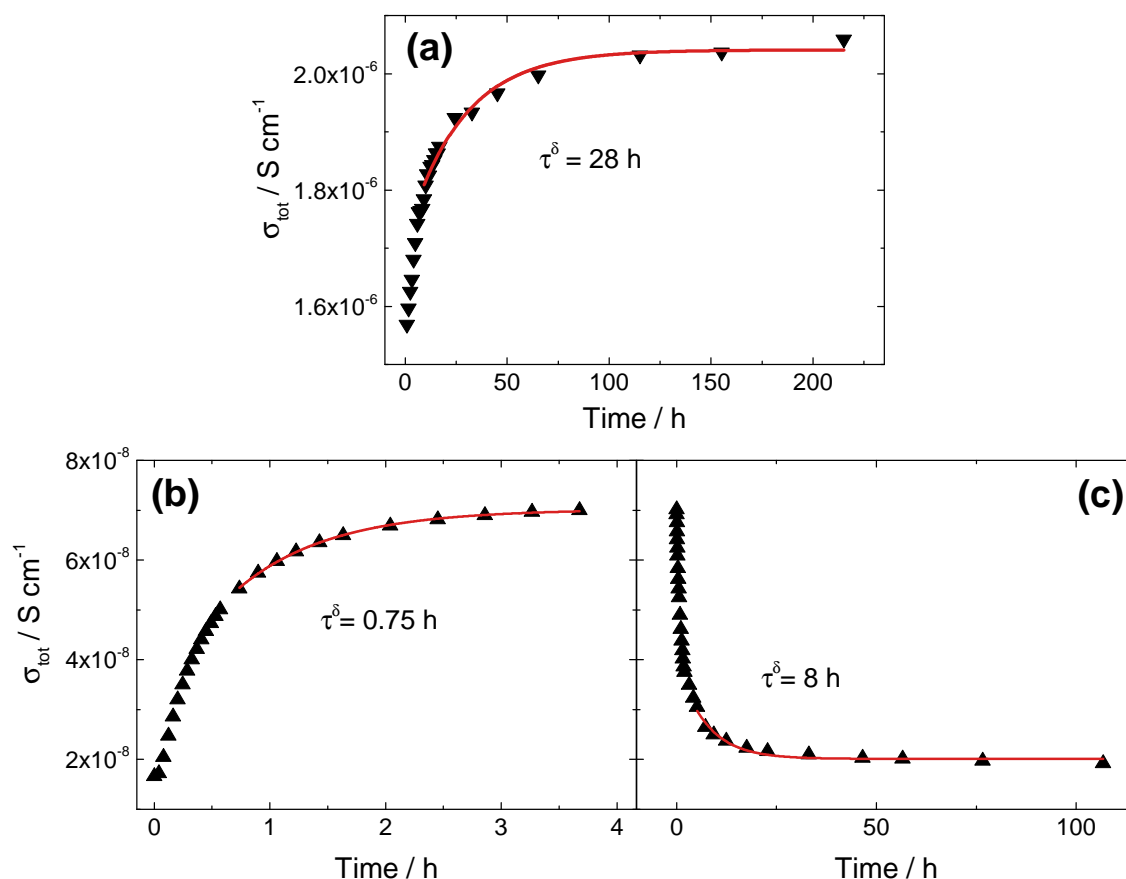 (a)
2.0x10⁻⁶
1.8x10⁻⁶
1.6x10⁻⁶
σtot / S cm⁻¹
τᵟ = 28 h
0 50 100 150 200
Time / h
(b)
8x10⁻⁸
6x10⁻⁸
4x10⁻⁸
2x10⁻⁸
σtot / S cm⁻¹
τᵟ= 0.75 h
0 1 2 3 4
Time / h
(c)
τᵟ= 8 h
0 50 100
Time / h